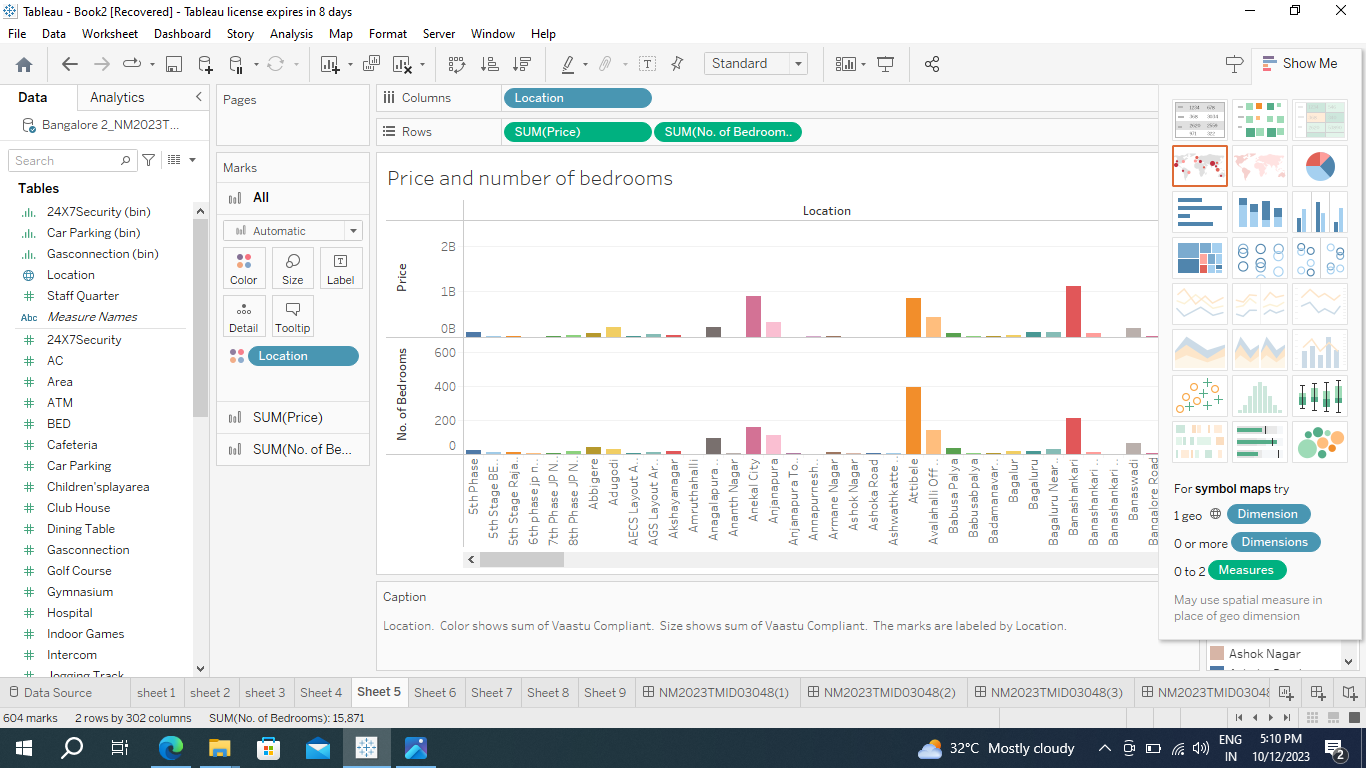 Tableau - Book2 [Recovered] - Tableau license expires in 8 days
File Data Worksheet Dashboard Story Analysis Map Format Server Window Help
Standard
Show Me
Data Analytics
Bangalore 2_NM2023T...
Search
Tables
24X7Security (bin)
Car Parking (bin)
Gasconnection (bin)
Location
Staff Quarter
Abc Measure Names
24X7Security
AC
Area
ATM
BED
Cafeteria
Car Parking
Children'splayarea
Club House
Dining Table
Gasconnection
Golf Course
Gymnasium
Hospital
Indoor Games
Intercom
Jogging Track
Pages
Marks
All
Automatic
Color Size Label
Detail Tooltip
Location
SUM(Price)
SUM(No. of Be...
Columns Location
Rows SUM(Price) SUM(No. of Bedroom..
Price and number of bedrooms
Location
Price
2B
1B
0B
No. of Bedrooms
600
400
200
0
5th Phase
5th Stage BE..
5th Stage Raja..
6th phase jp n..
7th Phase JP N..
8th Phase JP N..
Abbigere
Adugodi
AECS Layout A..
AGS Layout Ar..
Akshayanagar
Amruthahalli
Anagalapura ..
Ananth Nagar
Anekal City
Anjanapura
Anjanapura To..
Annapurnesh..
Armane Nagar
Ashok Nagar
Ashoka Road
Ashwathkatte..
Attibele
Avalahalli Off ..
Babusa Palya
Babusabpalya
Badamanavar..
Bagalur
Bagaluru
Bagaluru Near..
Banashankari
Banashankari ..
Banashankari ..
Banaswadi
Bangalore Road
Caption
Location. Color shows sum of Vaastu Compliant. Size shows sum of Vaastu Compliant. The marks are labeled by Location.
For symbol maps try
1 geo Dimension
0 or more Dimensions
0 to 2 Measures
May use spatial measure in
place of geo dimension
Ashok Nagar
Data Source sheet 1 sheet 2 sheet 3 Sheet 4 Sheet 5 Sheet 6 Sheet 7 Sheet 8 Sheet 9 NM2023TMID03048(1) NM2023TMID03048(2) NM2023TMID03048(3) NM2023TMID03048
604 marks 2 rows by 302 columns SUM(No. of Bedrooms): 15,871
32°C Mostly cloudy
ENG
IN
5:10 PM
10/12/2023
2